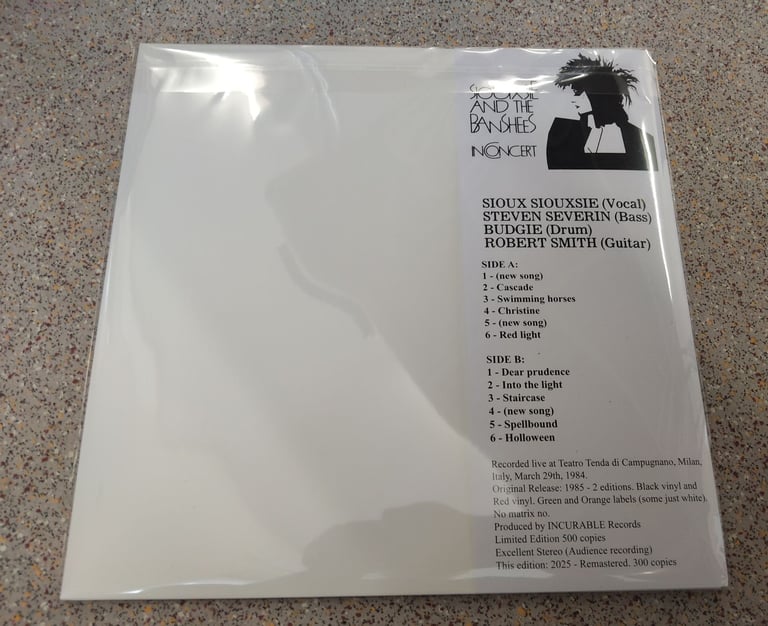 SIOUXSIE
AND THE
BANSHEES
IN CONCERT
SIOUX SIOUXSIE (Vocal)
STEVEN SEVERIN (Bass)
BUDGIE (Drum)
ROBERT SMITH (Guitar)
SIDE A:
1 - (new song)
2 - Cascade
3 - Swimming horses
4 - Christine
5 - (new song)
6 - Red light
SIDE B:
1 - Dear prudence
2 - Into the light
3 - Staircase
4 - (new song)
5 - Spellbound
6 - Holloween
Recorded live at Teatro Tenda di Campugnano, Milan,
Italy, March 29th, 1984.
Original Release: 1985 - 2 editions. Black vinyl and
Red vinyl. Green and Orange labels (some just white).
No matrix no.
Produced by INCURABLE Records
Limited Edition 500 copies
Excellent Stereo (Audience recording)
This edition: 2025 - Remastered. 300 copies